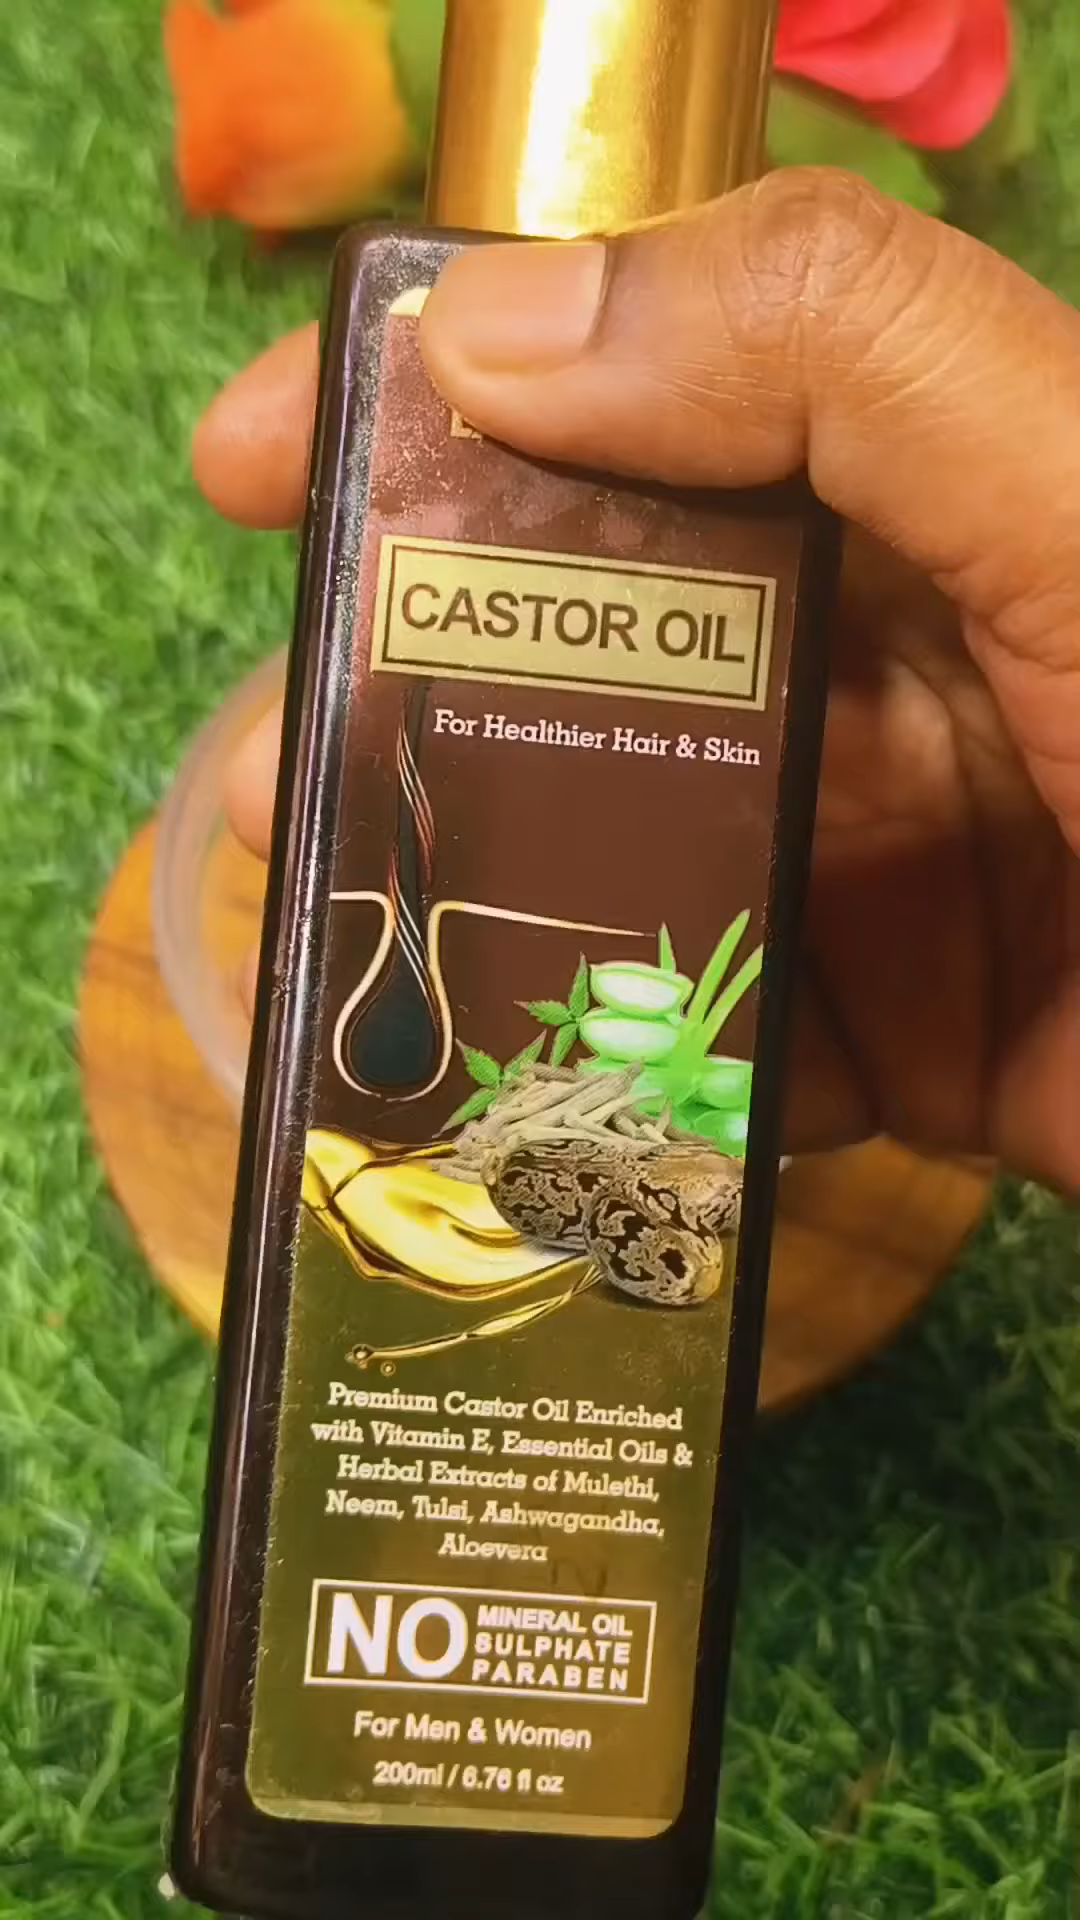 CASTOR OIL
For Healthier Hair & Skin
Premium Castor Oil Enriched
with Vitamin E, Essential Oils &
Herbal Extracts of Mulethi,
Neem, Tulsi, Ashwagandha,
Aloevera
NO MINERAL OIL
SULPHATE
PARABEN
For Men & Women
200ml / 6.76 fl oz